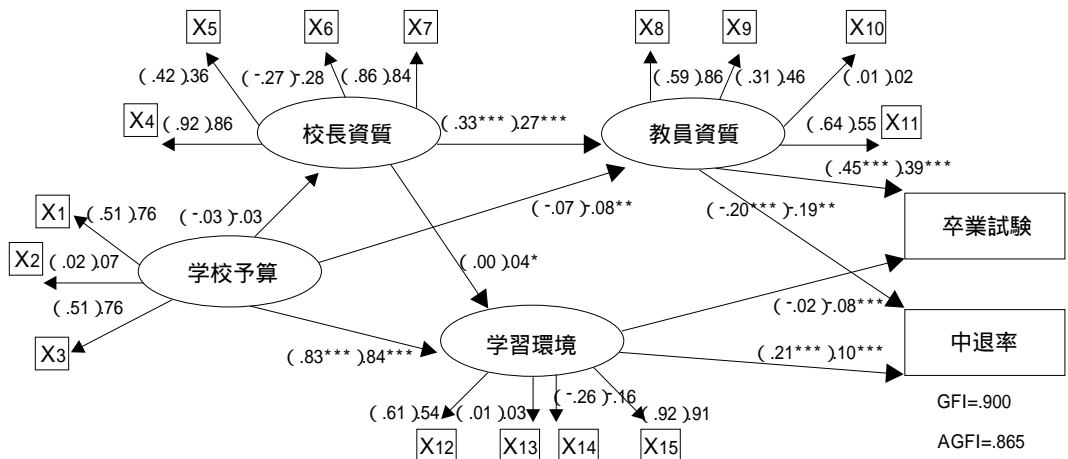 X5
X6
X7
X8
X9
X10
(.42).36
(-.27)-.28
(.86).84
(.59).86
(.31).46
(.01).02
X4
(.92).86
校長資質
(.33***).27***
教員資質
(.64).55
X11
(.45***).39***
X1
(.51).76
(-.03)-.03
(-.07)-.08**
(-.20***)-.19**
卒業試験
X2
(.02).07
学校予算
(.00).04*
(.51).76
(-.02)-.08***
X3
(.83***).84***
学習環境
(.21***).10***
中退率
(.61).54
(.01).03
(-.26)-.16
(.92).91
GFI=.900
X12
X13
X14
X15
AGFI=.865